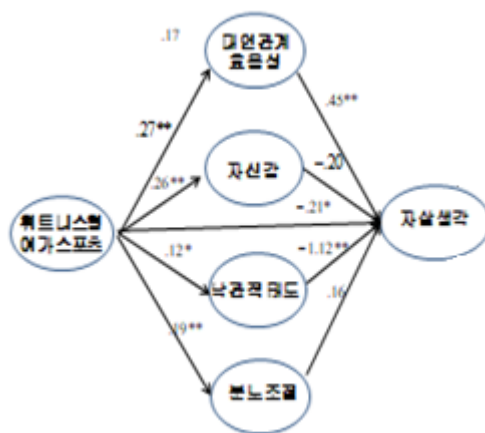 .17
대인관계
효율성
.27**
.45**
.26**
자신감
-.20
휘트니스형
여가스포츠
-.21*
자살생각
.12*
낙관적태도
-1.12**
.19**
.16
분노조절